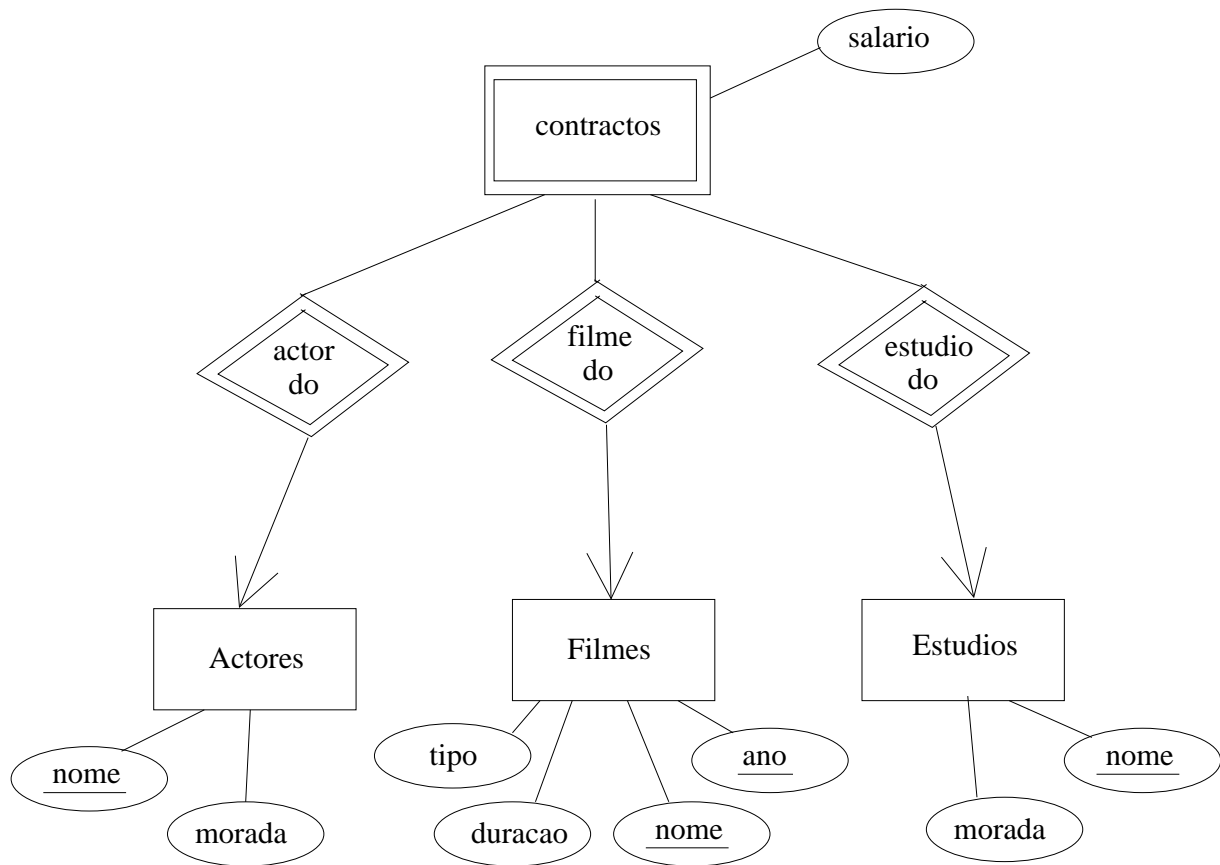 salario
contractos
actor
do
filme
do
estudio
do
Actores
Filmes
Estudios
nome
morada
tipo
duracao
nome
ano
morada
nome